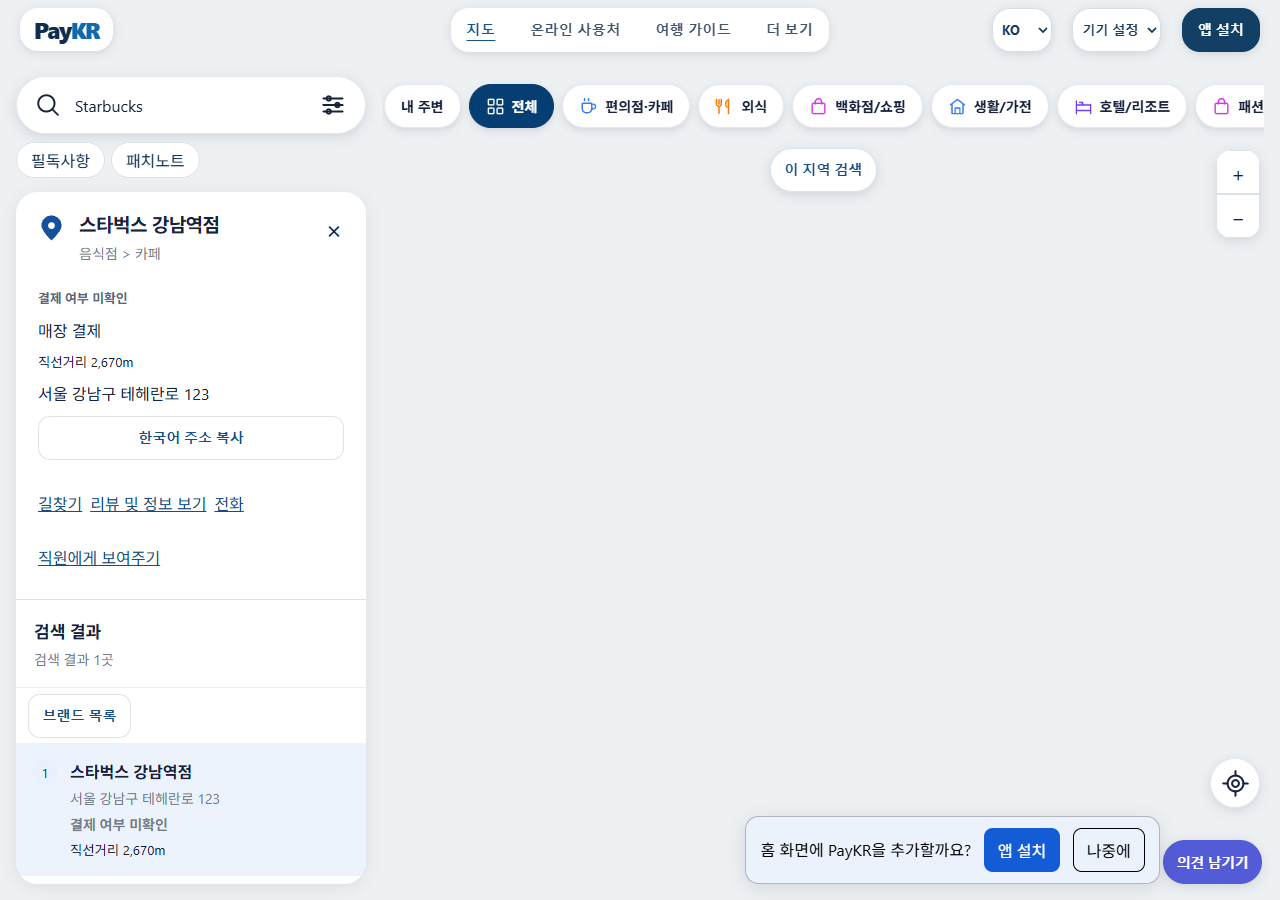 PayKR
지도 온라인 사용처 여행 가이드 더 보기
KO 기기 설정 앱 설치
Starbucks
내 주변 전체 편의점·카페 외식 백화점/쇼핑 생활/가전 호텔/리조트 패션
필독사항 패치노트
이 지역 검색
+
−
스타벅스 강남역점
음식점 > 카페
결제 여부 미확인
매장 결제
직선거리 2,670m
서울 강남구 테헤란로 123
한국어 주소 복사
길찾기 리뷰 및 정보 보기 전화
직원에게 보여주기
검색 결과
검색 결과 1곳
브랜드 목록
1 스타벅스 강남역점
서울 강남구 테헤란로 123
결제 여부 미확인
직선거리 2,670m
홈 화면에 PayKR을 추가할까요? 앱 설치 나중에
의견 남기기